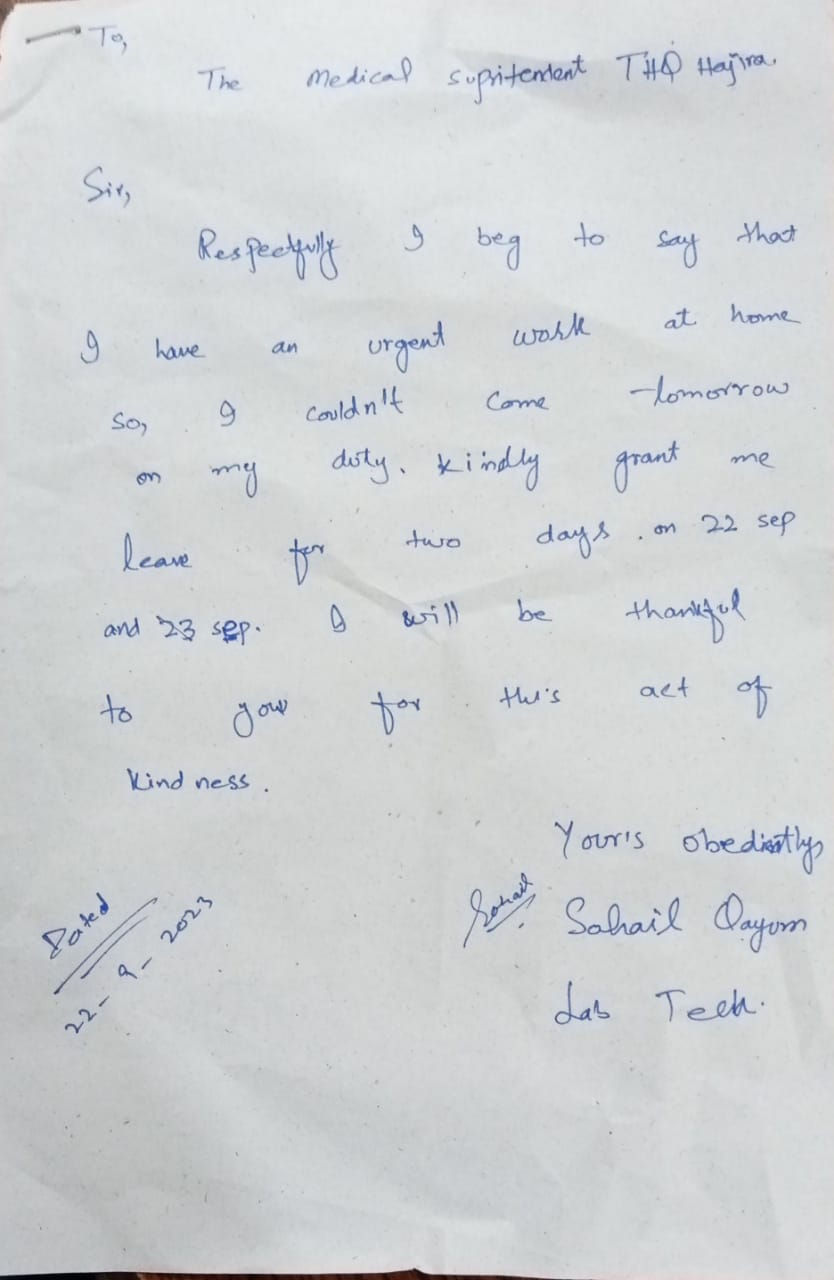 To,
The Medical Supritendent THQ Hajira.
Sir,
Respectfully I beg to say that
I have an urgent work at home
so, I couldn't come tomorrow
on my duty. kindly grant me
leave for two days. on 22 sep
and 23 sep. I will be thankful
to you for this act of
kindness.
Your's obediently
Sohail
Sohail Qayum
Lab Tech.
Dated
22-9-2023